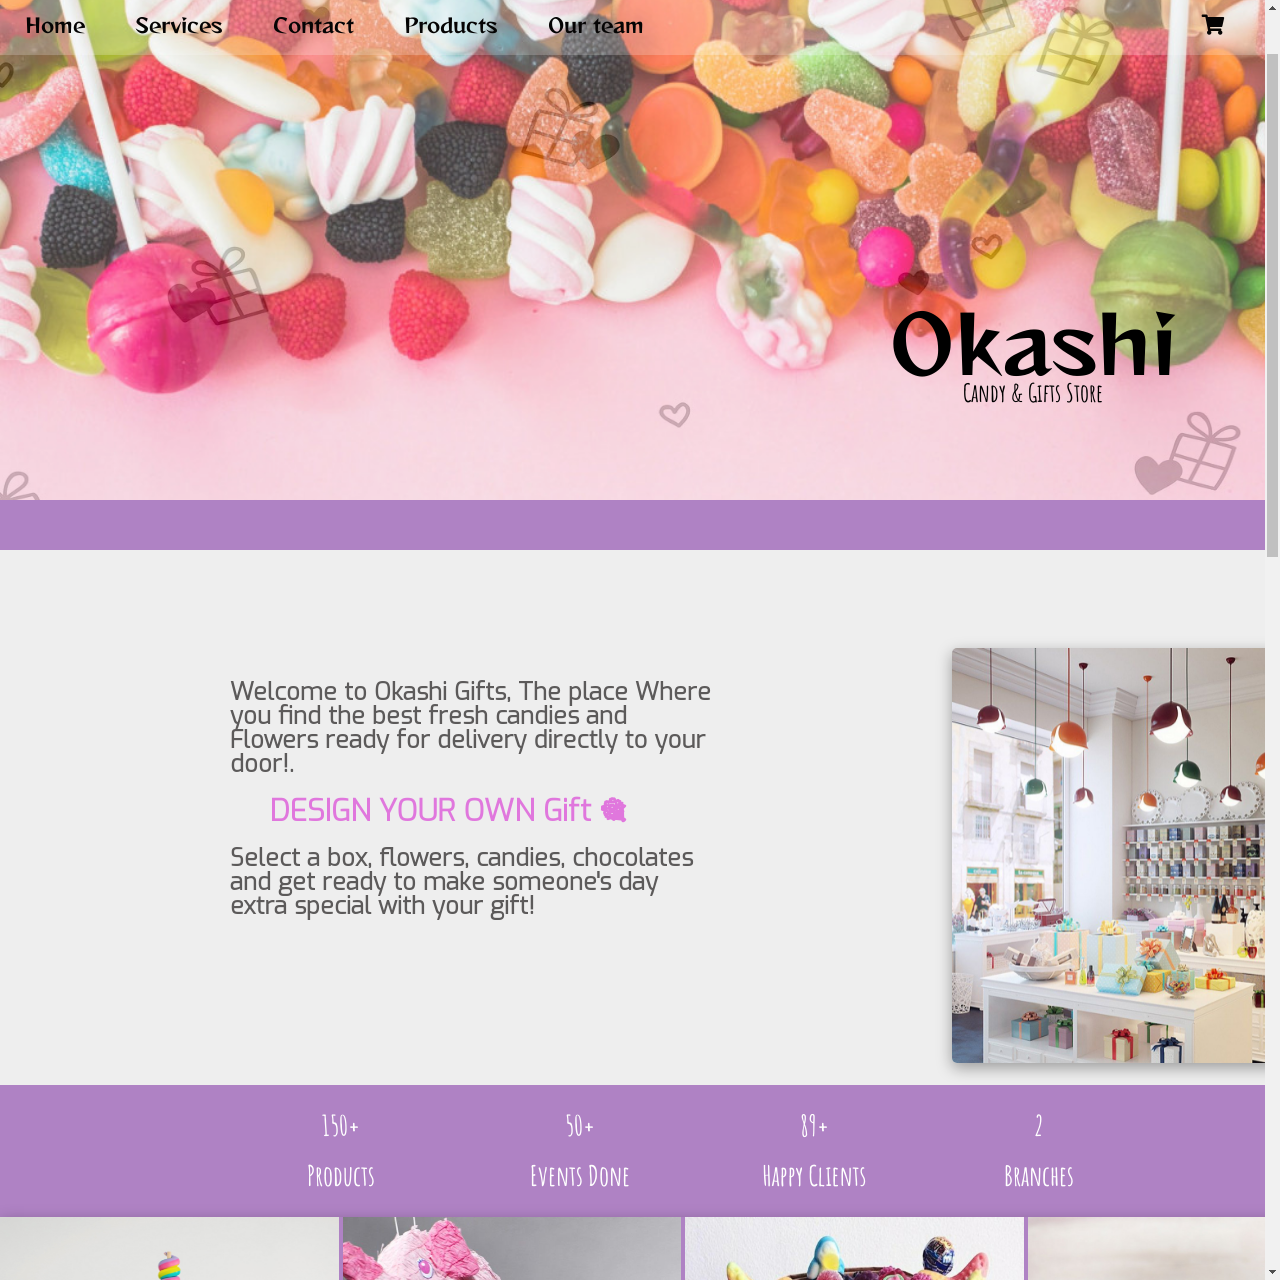 Home Services Contact Products Our team
Okashi
Candy & Gifts Store
Welcome to Okashi Gifts, The place Where
you find the best fresh candies and
Flowers ready for delivery directly to your
door!.
DESIGN YOUR OWN Gift
Select a box, flowers, candies, chocolates
and get ready to make someone's day
extra special with your gift!
150+ 50+ 89+ 2
Products Events Done Happy Clients Branches